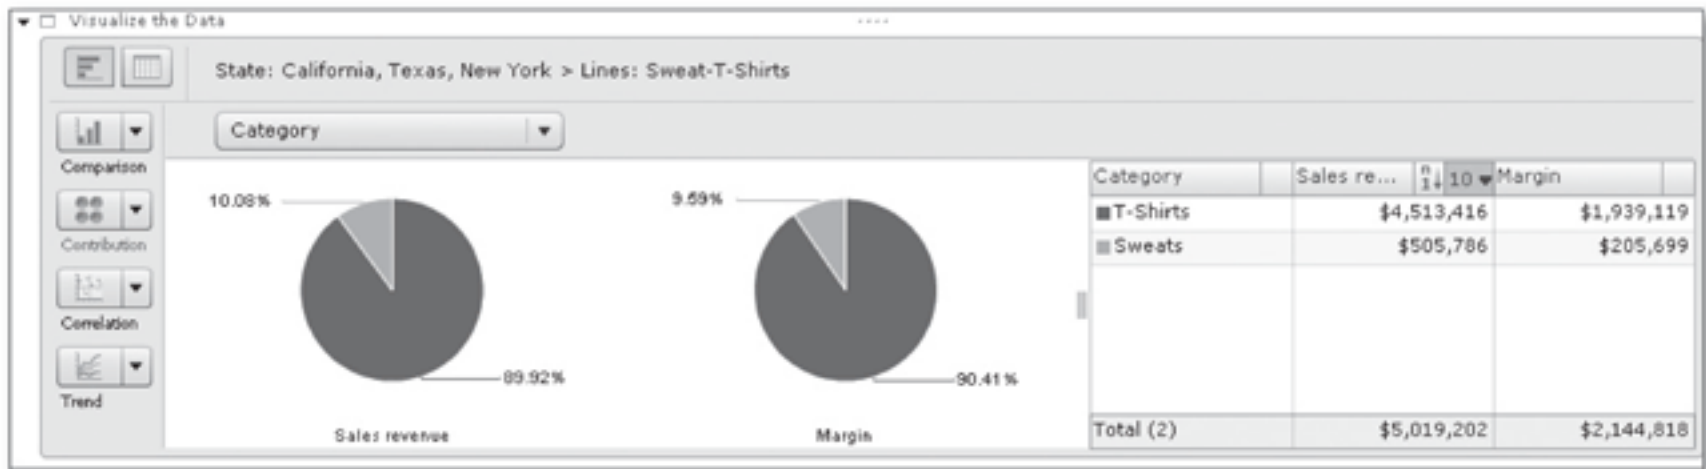 Visualize the Data
State: California, Texas, New York > Lines: Sweat-T-Shirts
Category
Comparison
Contribution
Correlation
Trend
10.08%
89.92%
Sales revenue
9.59%
90.41%
Margin
Category Sales re... 10 Margin
T-Shirts $4,513,416 $1,939,119
Sweats $505,786 $205,699
Total (2) $5,019,202 $2,144,818